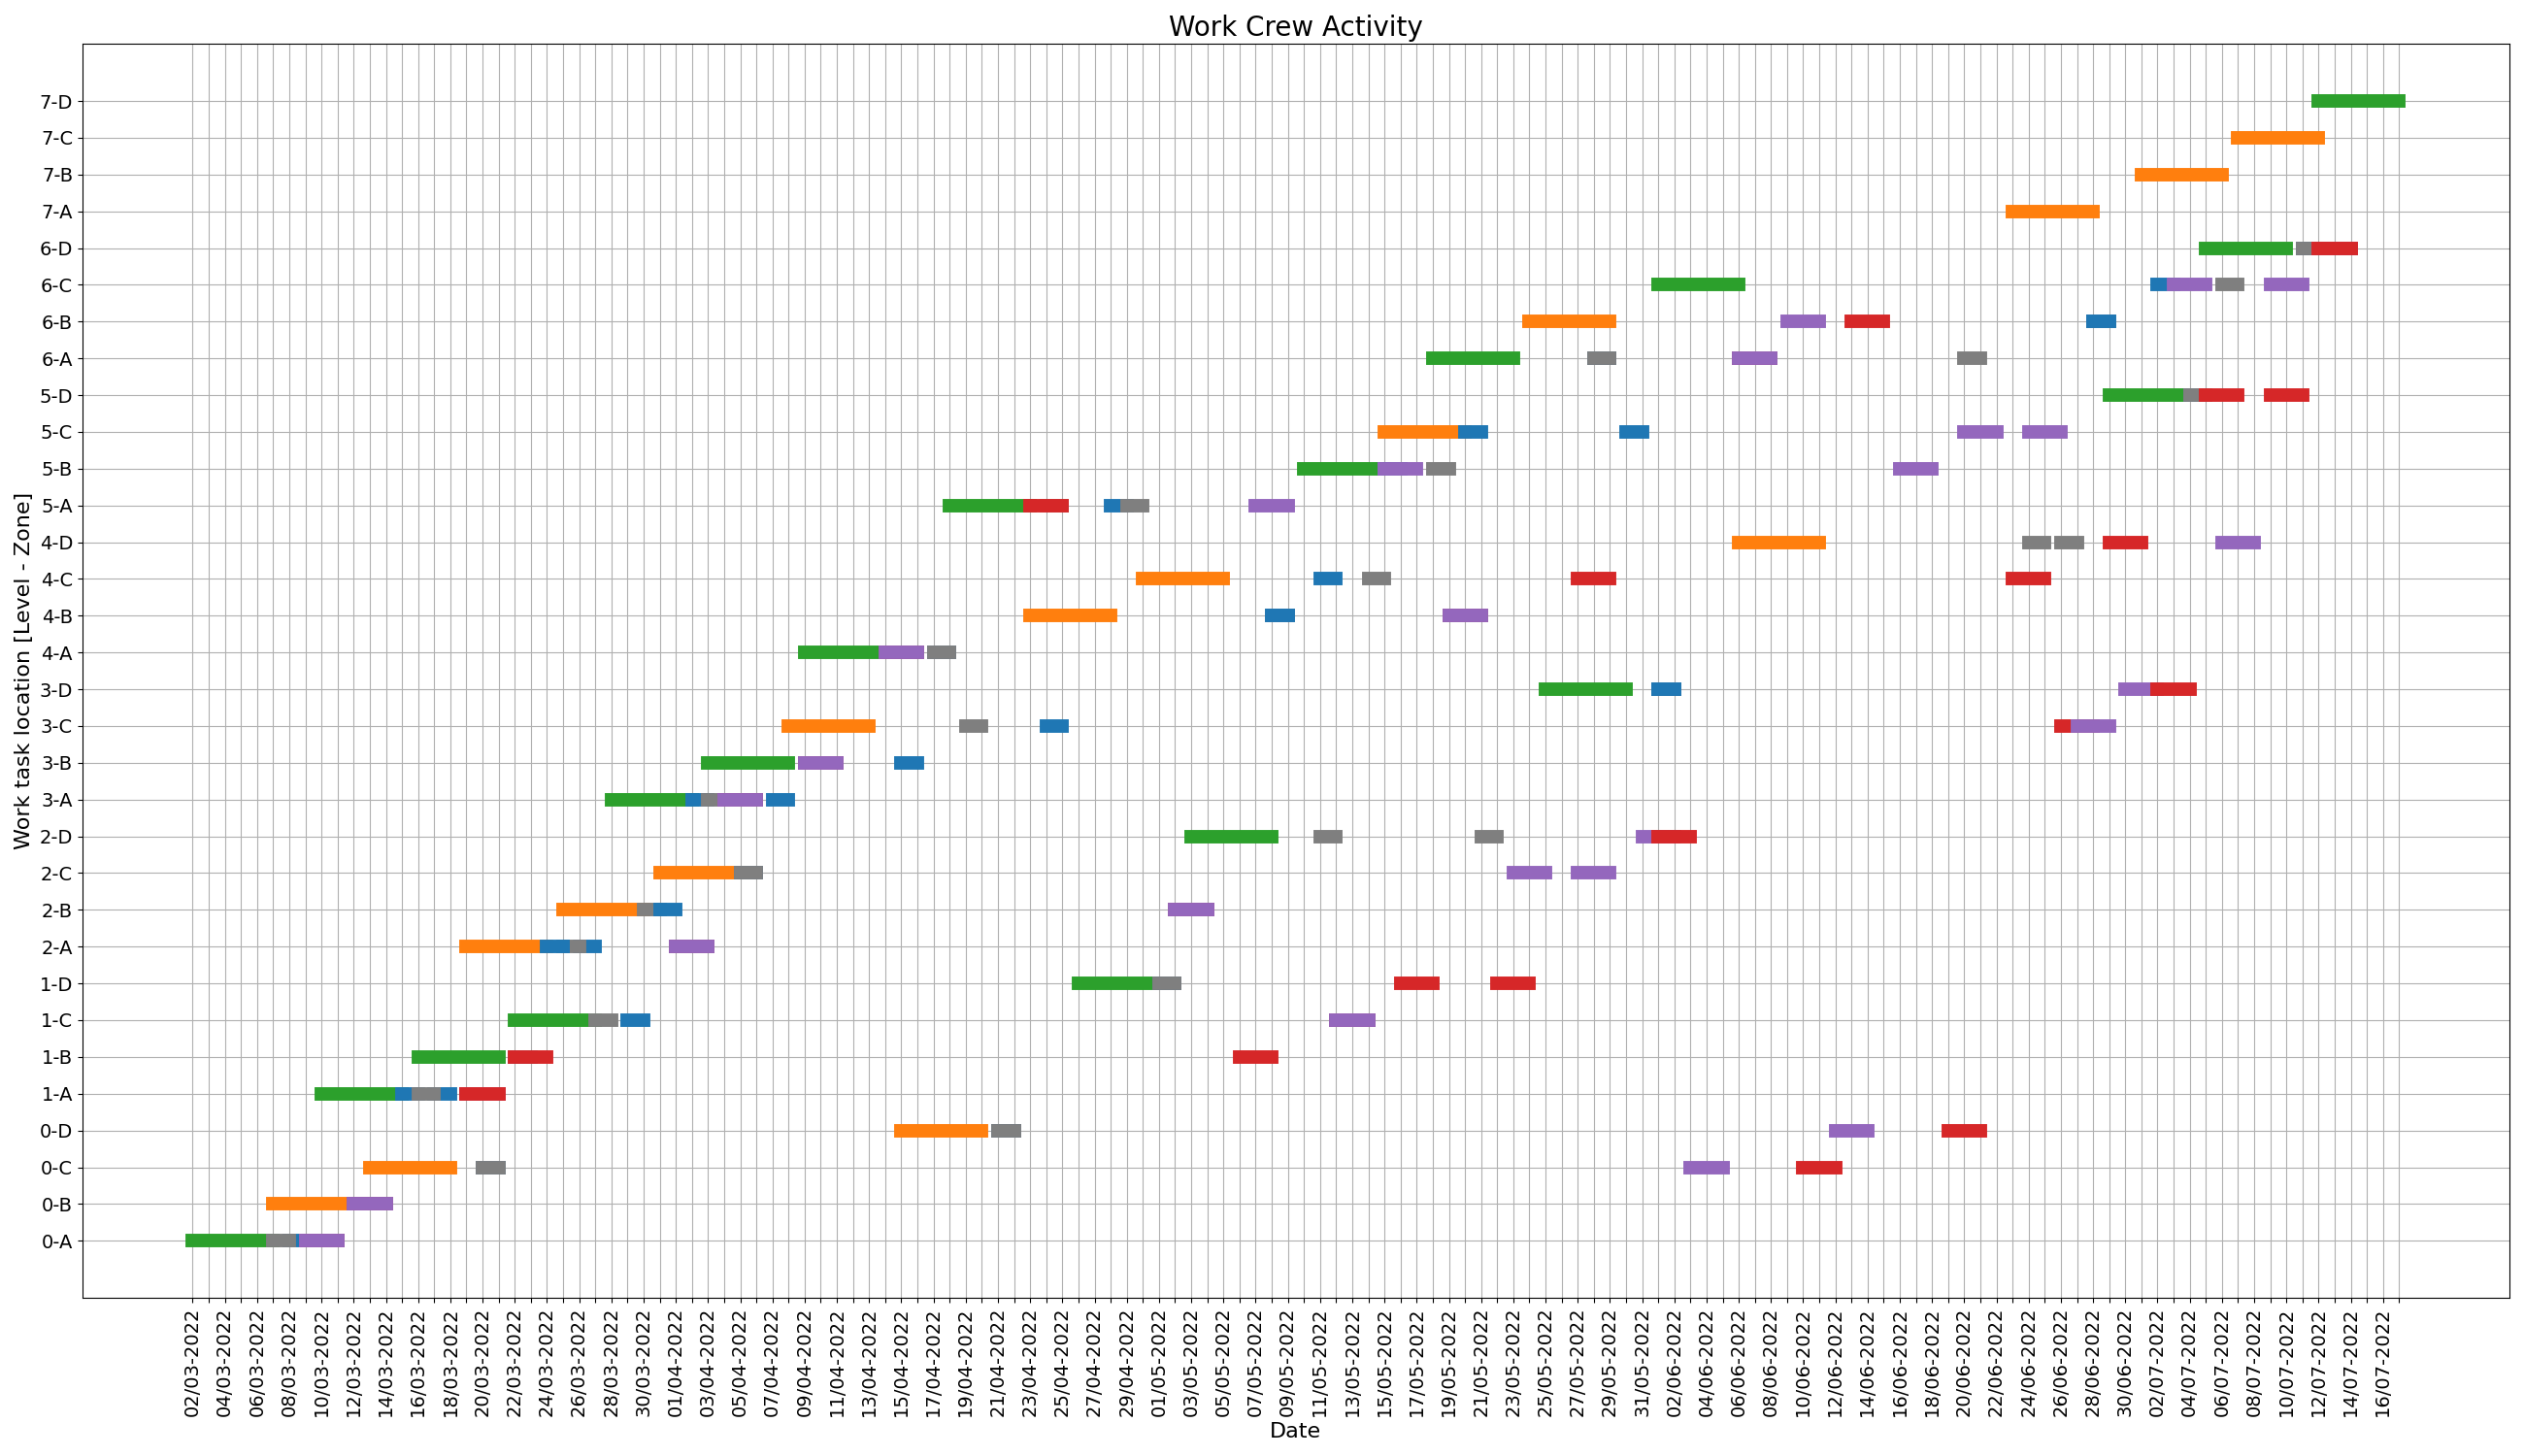 Work Crew Activity
Work task location [Level - Zone]
7-D
7-C
7-B
7-A
6-D
6-C
6-B
6-A
5-D
5-C
5-B
5-A
4-D
4-C
4-B
4-A
3-D
3-C
3-B
3-A
2-D
2-C
2-B
2-A
1-D
1-C
1-B
1-A
0-D
0-C
0-B
0-A
02/03-2022
04/03-2022
06/03-2022
08/03-2022
10/03-2022
12/03-2022
14/03-2022
16/03-2022
18/03-2022
20/03-2022
22/03-2022
24/03-2022
26/03-2022
28/03-2022
30/03-2022
01/04-2022
03/04-2022
05/04-2022
07/04-2022
09/04-2022
11/04-2022
13/04-2022
15/04-2022
17/04-2022
19/04-2022
21/04-2022
23/04-2022
25/04-2022
27/04-2022
29/04-2022
01/05-2022
03/05-2022
05/05-2022
07/05-2022
09/05-2022
11/05-2022
13/05-2022
15/05-2022
17/05-2022
19/05-2022
21/05-2022
23/05-2022
25/05-2022
27/05-2022
29/05-2022
31/05-2022
02/06-2022
04/06-2022
06/06-2022
08/06-2022
10/06-2022
12/06-2022
14/06-2022
16/06-2022
18/06-2022
20/06-2022
22/06-2022
24/06-2022
26/06-2022
28/06-2022
30/06-2022
02/07-2022
04/07-2022
06/07-2022
08/07-2022
10/07-2022
12/07-2022
14/07-2022
16/07-2022
Date